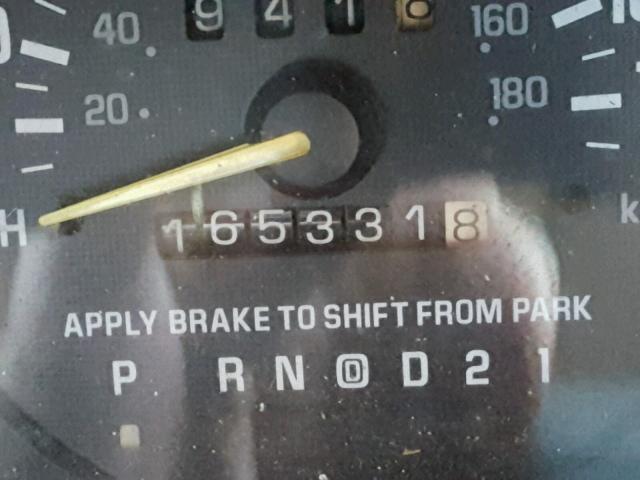 9 4 1 8
40 160
20 180
H 1 6 5 3 3 1 8 k
APPLY BRAKE TO SHIFT FROM PARK
P R N D D 2 1